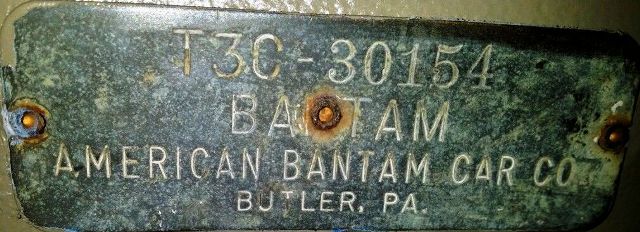 T3C-30154
BANTAM
AMERICAN BANTAM CAR CO
BUTLER, PA.